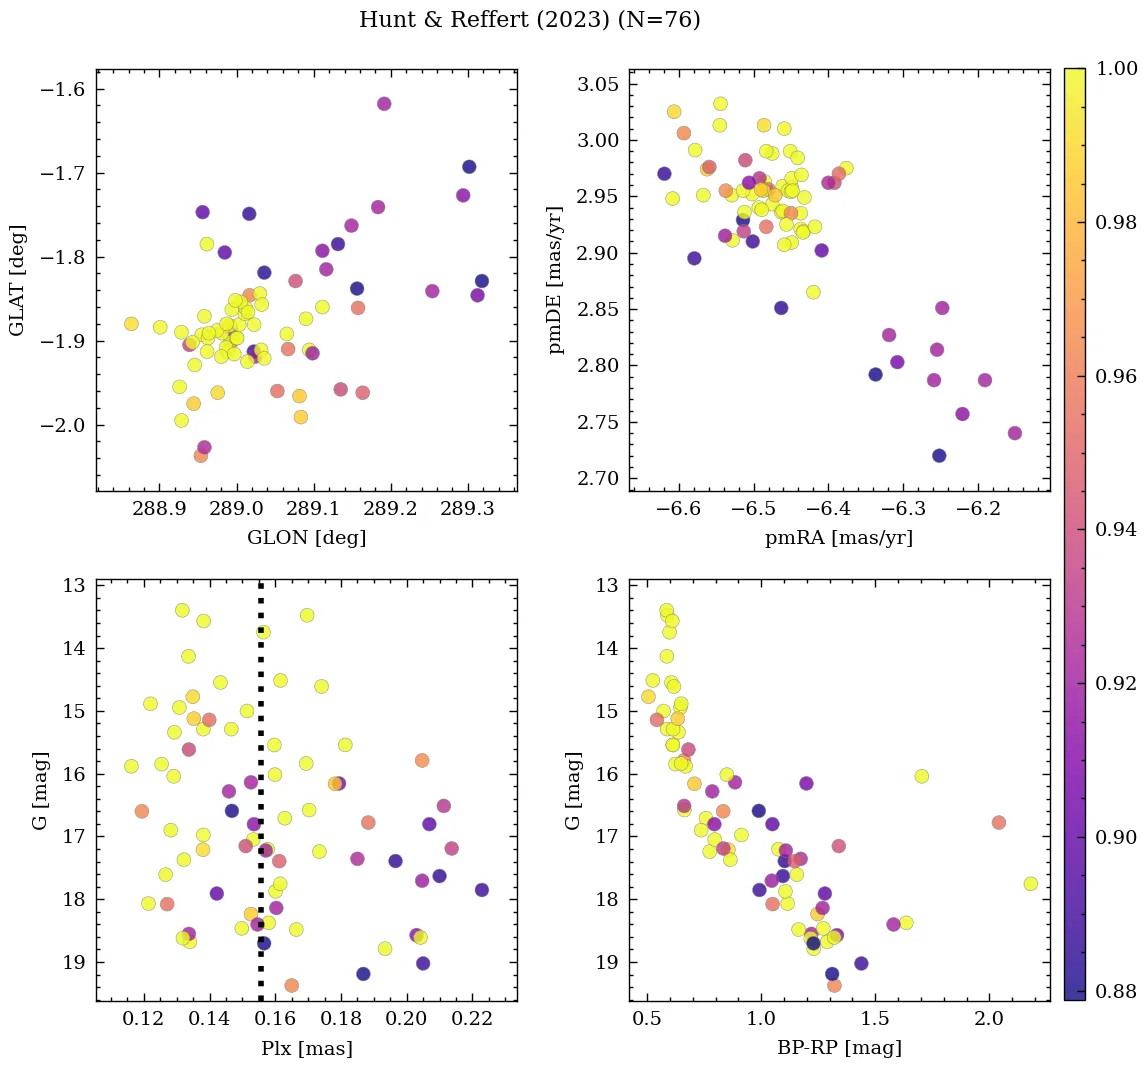 Hunt & Reffert (2023) (N=76)
−1.6
−1.7
−1.8
−1.9
−2.0
GLAT [deg]
288.9 289.0 289.1 289.2 289.3
GLON [deg]
3.05
3.00
2.95
2.90
2.85
2.80
2.75
2.70
pmDE [mas/yr]
−6.6 −6.5 −6.4 −6.3 −6.2
pmRA [mas/yr]
13
14
15
16
17
18
19
G [mag]
0.12 0.14 0.16 0.18 0.20 0.22
Plx [mas]
13
14
15
16
17
18
19
G [mag]
0.5 1.0 1.5 2.0
BP-RP [mag]
1.00
0.98
0.96
0.94
0.92
0.90
0.88